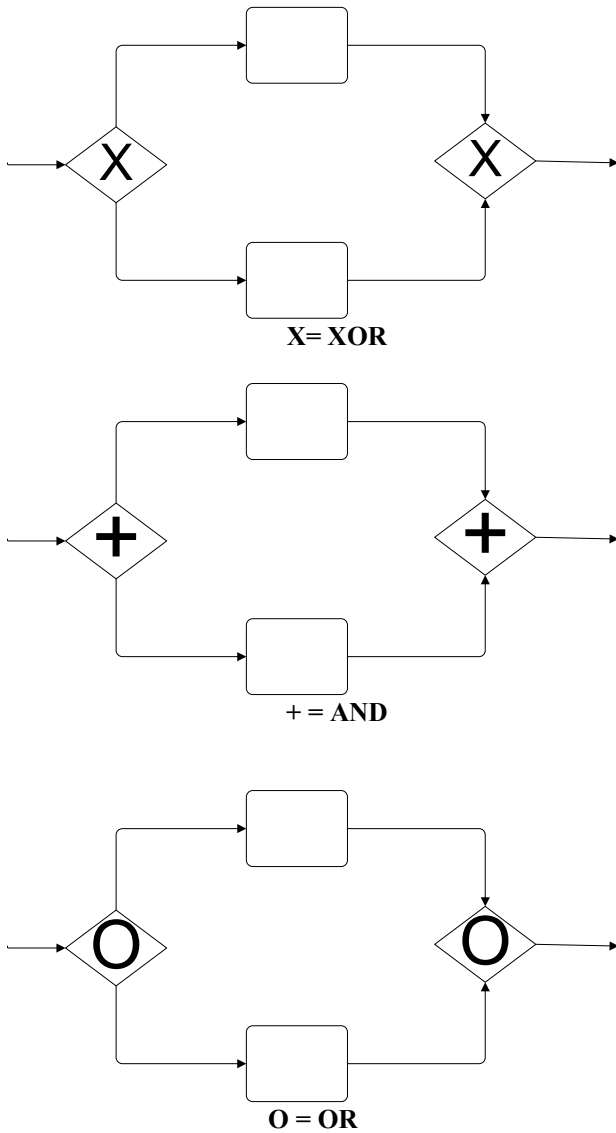 X
X
X= XOR
+
+
+ = AND
O
O
O = OR